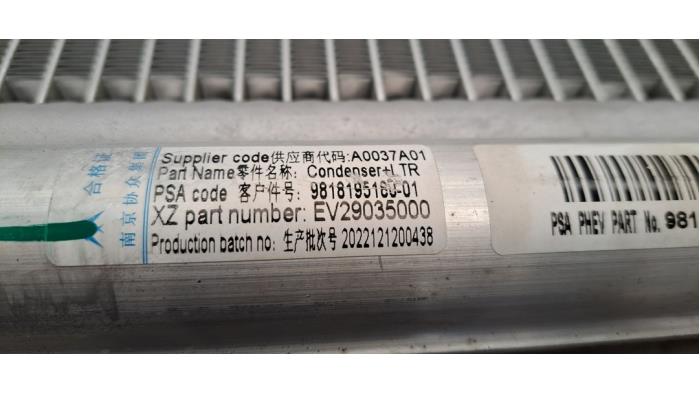 合格证
南京协众集团
Supplier code供应商代码:A0037A01
Part Name零件名称: Condenser+LTR
PSA code 客户件号: 9818195180-01
XZ part number: EV29035000
Production batch no: 生产批次号 2022121200438
PSA PHEV PART No. 981